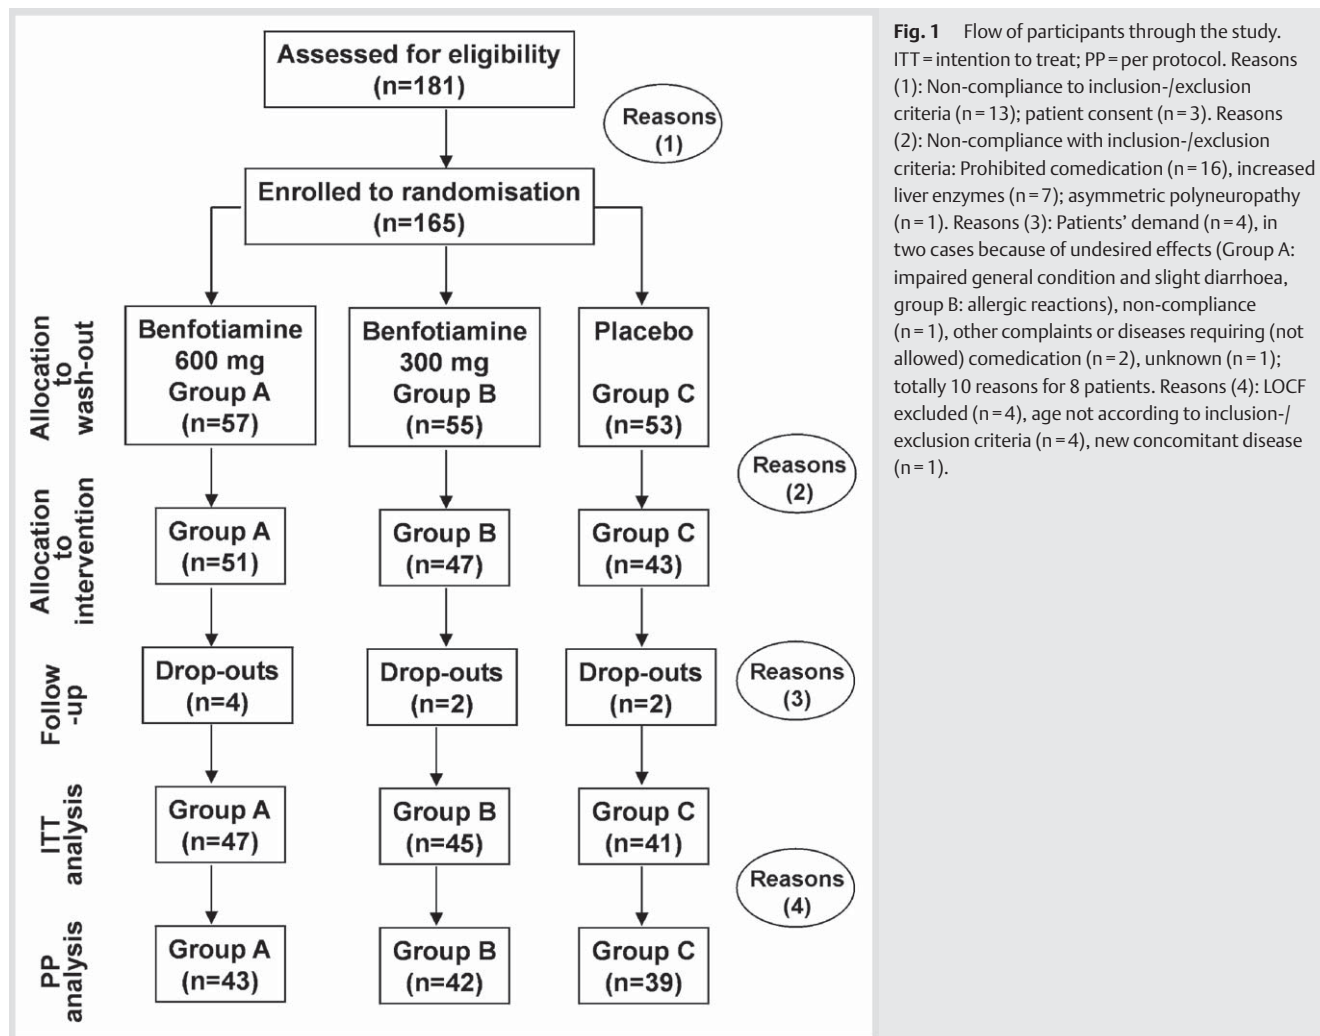 Assessed for eligibility
(n=181)
Reasons
(1)
Enrolled to randomisation
(n=165)
Allocation
to
wash-out
Benfotiamine
600 mg
Group A
(n=57)
Benfotiamine
300 mg
Group B
(n=55)
Placebo
Group C
(n=53)
Reasons
(2)
Allocation
to
intervention
Group A
(n=51)
Group B
(n=47)
Group C
(n=43)
Follow
-up
Drop-outs
(n=4)
Drop-outs
(n=2)
Drop-outs
(n=2)
Reasons
(3)
ITT
analysis
Group A
(n=47)
Group B
(n=45)
Group C
(n=41)
Reasons
(4)
PP
analysis
Group A
(n=43)
Group B
(n=42)
Group C
(n=39)
Fig. 1 Flow of participants through the study.
ITT = intention to treat; PP = per protocol. Reasons
(1): Non-compliance to inclusion-/exclusion
criteria (n = 13); patient consent (n = 3). Reasons
(2): Non-compliance with inclusion-/exclusion
criteria: Prohibited comedication (n = 16), increased
liver enzymes (n = 7); asymmetric polyneuropathy
(n = 1). Reasons (3): Patients’ demand (n = 4), in
two cases because of undesired effects (Group A:
impaired general condition and slight diarrhoea,
group B: allergic reactions), non-compliance
(n = 1), other complaints or diseases requiring (not
allowed) comedication (n = 2), unknown (n = 1);
totally 10 reasons for 8 patients. Reasons (4): LOCF
excluded (n = 4), age not according to inclusion-/
exclusion criteria (n = 4), new concomitant disease
(n = 1).